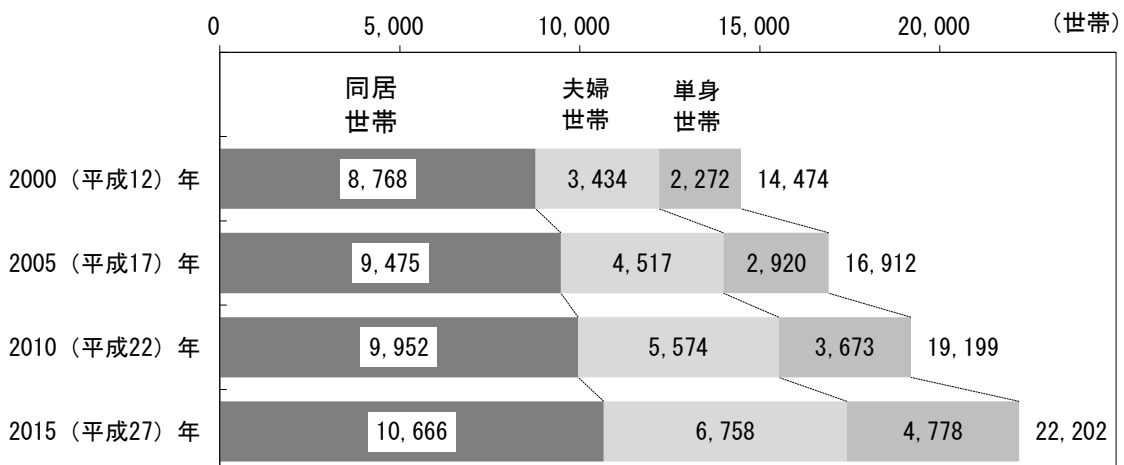 0 5,000 10,000 15,000 20,000 （世帯）
同居 夫婦 単身
世帯 世帯 世帯
2000（平成12）年 8,768 3,434 2,272 14,474
2005（平成17）年 9,475 4,517 2,920 16,912
2010（平成22）年 9,952 5,574 3,673 19,199
2015（平成27）年 10,666 6,758 4,778 22,202